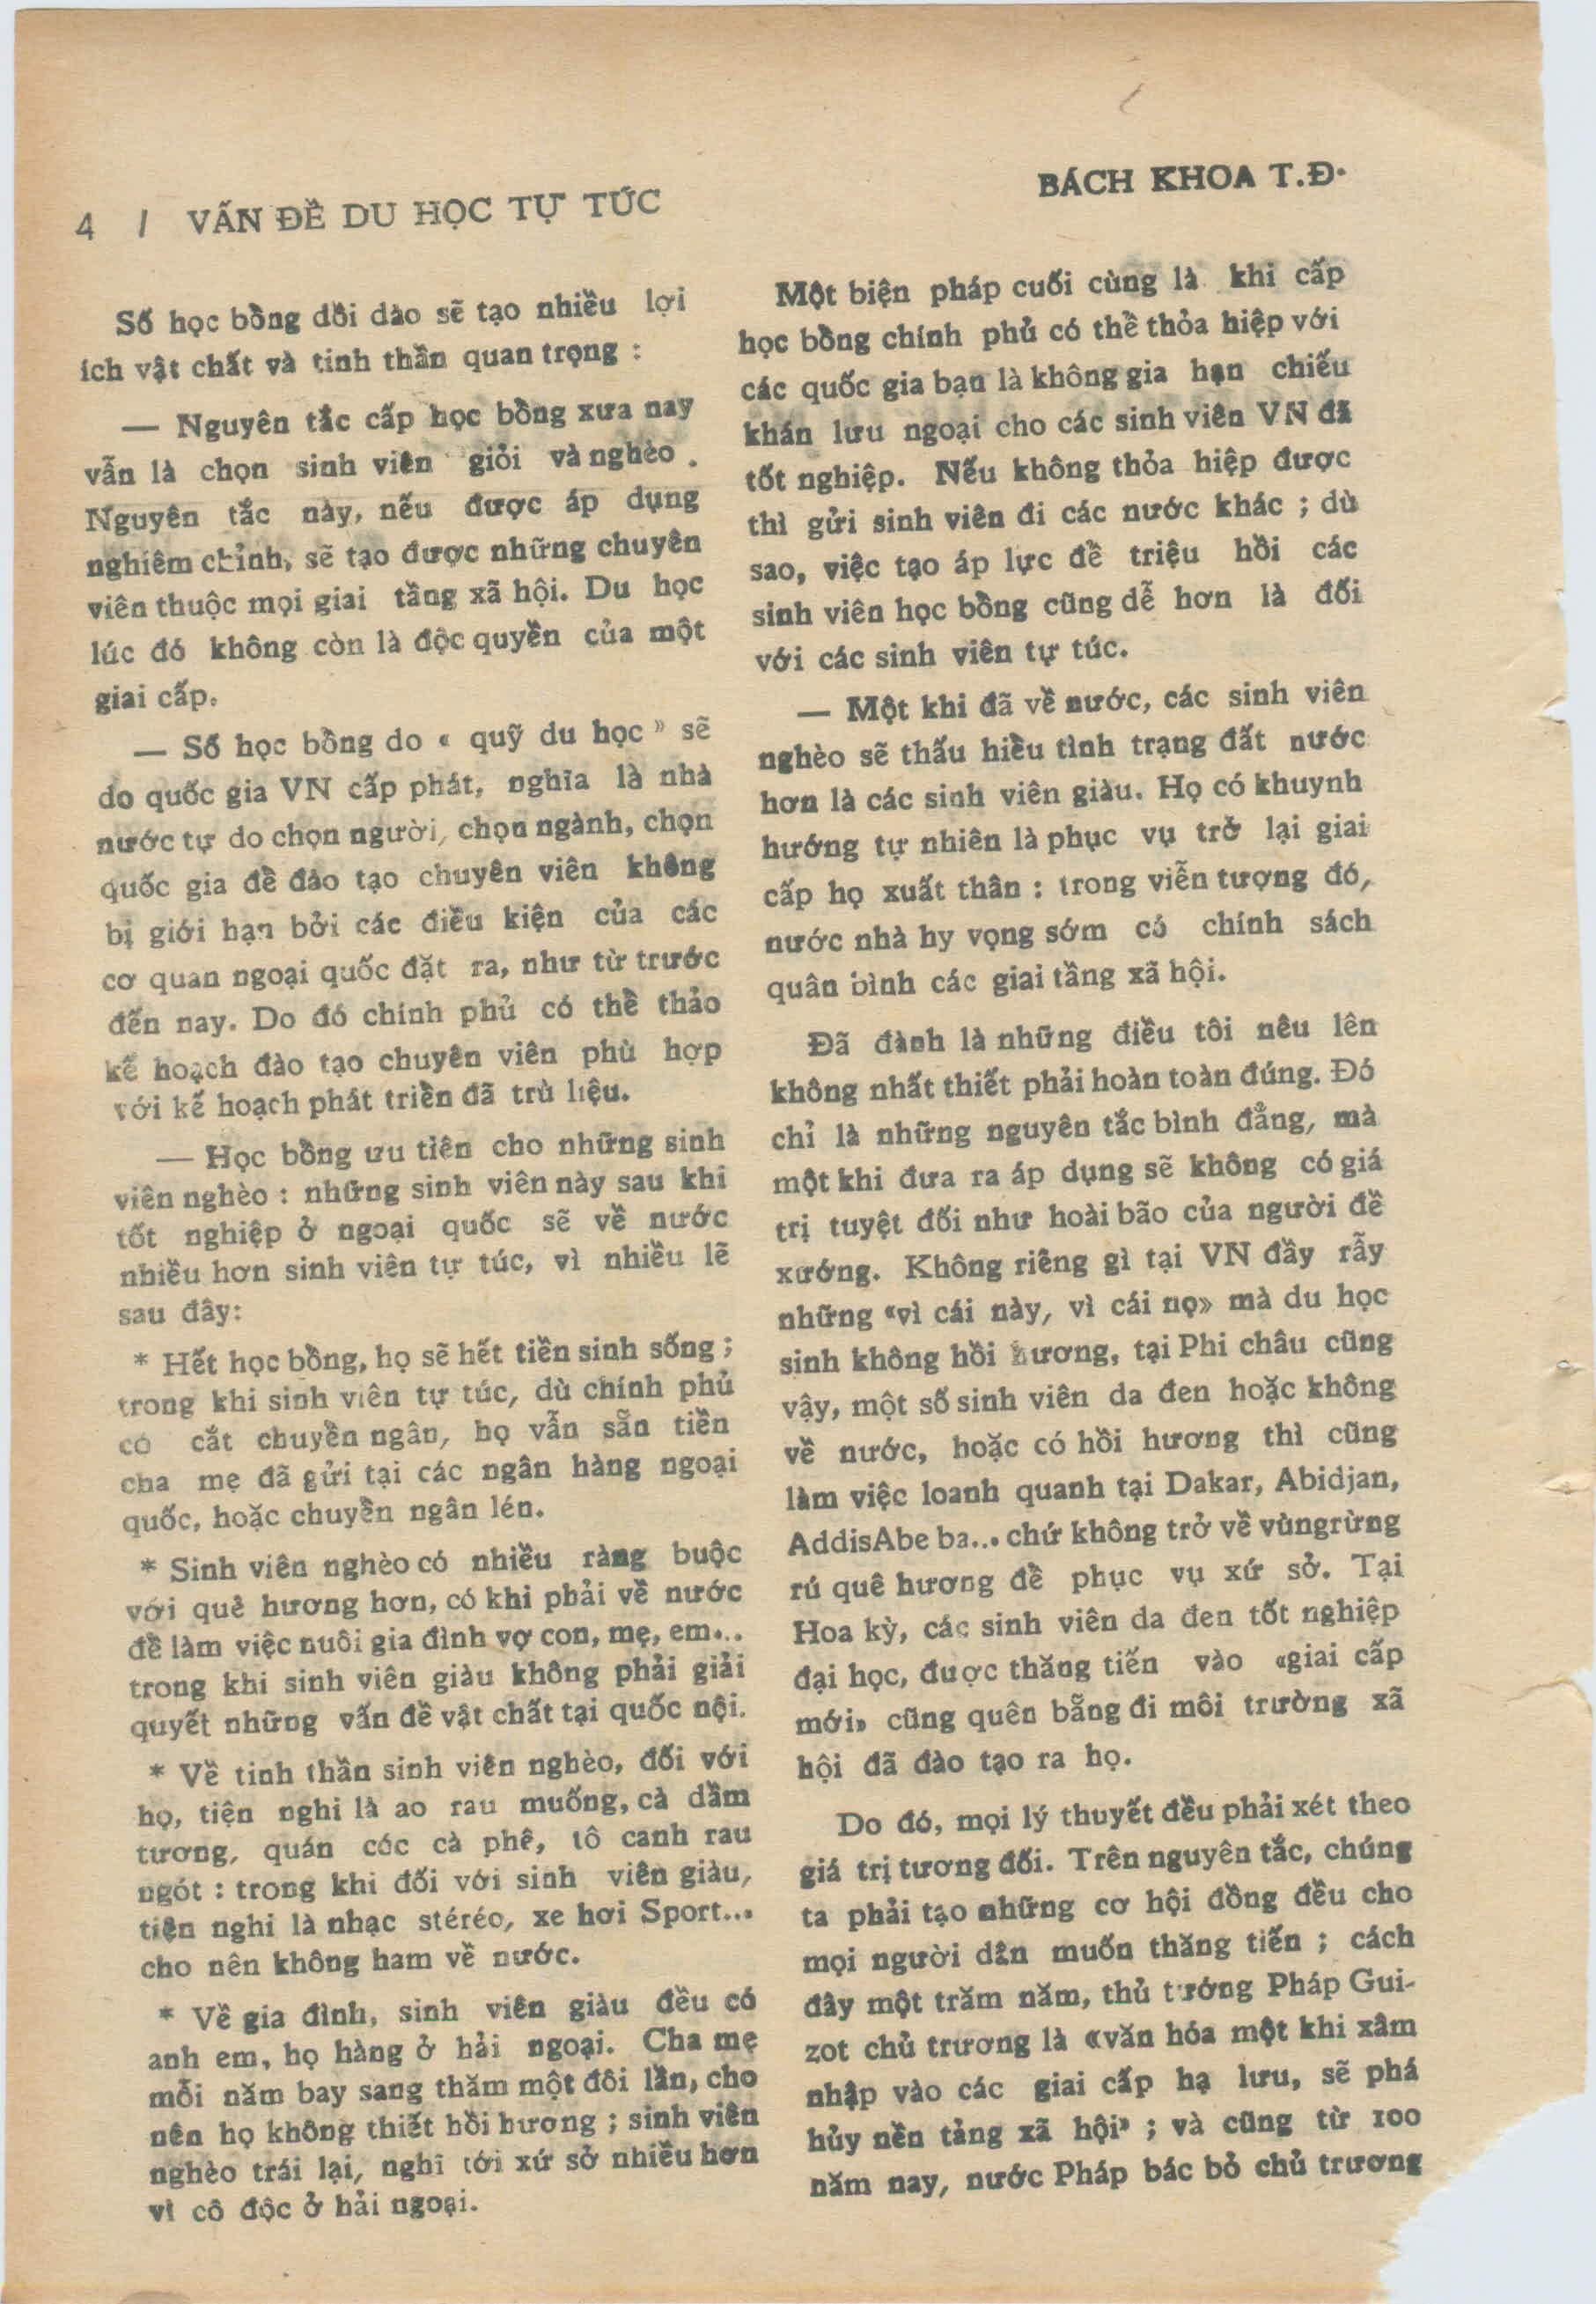 4 / VẤN ĐỀ DU HỌC TỰ TỨC
BÁCH KHOA T.Đ.
Số học bổng dồi dào sẽ tạo nhiều lợi
ích vật chất và tinh thần quan trọng :
— Nguyên tắc cấp học bổng xưa nay
vẫn là chọn sinh viên giỏi và nghèo .
Nguyên tắc này, nếu được áp dụng
nghiêm chỉnh, sẽ tạo được những chuyên
viên thuộc mọi giai tầng xã hội. Du học
lúc đó không còn là độc quyền của một
giai cấp.
— Số học bổng do « quỹ du học » sẽ
do quốc gia VN cấp phát, nghĩa là nhà
nước tự do chọn người, chọn ngành, chọn
quốc gia để đào tạo chuyên viên không
bị giới hạn bởi các điều kiện của các
cơ quan ngoại quốc đặt ra, như từ trước
đến nay. Do đó chính phủ có thể thảo
kế hoạch đào tạo chuyên viên phù hợp
với kế hoạch phát triển đã trù liệu.
— Học bổng ưu tiên cho những sinh
viên nghèo : những sinh viên này sau khi
tốt nghiệp ở ngoại quốc sẽ về nước
nhiều hơn sinh viên tự túc, vì nhiều lẽ
sau đây:
* Hết học bổng, họ sẽ hết tiền sinh sống ;
trong khi sinh viên tự túc, dù chính phủ
có cắt chuyển ngân, họ vẫn sẵn tiền
cha mẹ đã gửi tại các ngân hàng ngoại
quốc, hoặc chuyển ngân lén.
* Sinh viên nghèo có nhiều ràng buộc
với quê hương hơn, có khi phải về nước
để làm việc nuôi gia đình vợ con, mẹ, em...
trong khi sinh viên giàu không phải giải
quyết những vấn đề vật chất tại quốc nội.
* Về tinh thần sinh viên nghèo, đối với
họ, tiện nghi là ao rau muống, cà dầm
tương, quán cóc cà phê, tô canh rau
ngót : trong khi đối với sinh viên giàu,
tiện nghi là nhạc stéréo, xe hơi Sport...
cho nên không ham về nước.
* Về gia đình, sinh viên giàu đều có
anh em, họ hàng ở hải ngoại. Cha mẹ
mỗi năm bay sang thăm một đôi lần, cho
nên họ không thiết hồi hương ; sinh viên
nghèo trái lại, nghĩ tới xứ sở nhiều hơn
vì cô độc ở hải ngoại.
Một biện pháp cuối cùng là khi cấp
học bổng chính phủ có thể thỏa hiệp với
các quốc gia bạn là không gia hạn chiếu
khán lưu ngoại cho các sinh viên VN đã
tốt nghiệp. Nếu không thỏa hiệp được
thì gửi sinh viên đi các nước khác ; dù
sao, việc tạo áp lực để triệu hồi các
sinh viên học bổng cũng dễ hơn là đối
với các sinh viên tự túc.
— Một khi đã về nước, các sinh viên
nghèo sẽ thấu hiểu tình trạng đất nước
hơn là các sinh viên giàu. Họ có khuynh
hướng tự nhiên là phục vụ trở lại giai
cấp họ xuất thân : trong viễn tượng đó,
nước nhà hy vọng sớm có chính sách
quân bình các giai tầng xã hội.
Đã đành là những điều tôi nêu lên
không nhất thiết phải hoàn toàn đúng. Đó
chỉ là những nguyên tắc bình đẳng, mà
một khi đưa ra áp dụng sẽ không có giá
trị tuyệt đối như hoài bão của người đề
xướng. Không riêng gì tại VN đầy rẫy
những «vì cái này, vì cái nọ» mà du học
sinh không hồi hương, tại Phi châu cũng
vậy, một số sinh viên da đen hoặc không
về nước, hoặc có hồi hương thì cũng
làm việc loanh quanh tại Dakar, Abidjan,
AddisAbe ba... chứ không trở về vùngrừng
rú quê hương để phục vụ xứ sở. Tại
Hoa kỳ, các sinh viên da đen tốt nghiệp
đại học, được thăng tiến vào «giai cấp
mới» cũng quên bẵng đi môi trường xã
hội đã đào tạo ra họ.
Do đó, mọi lý thuyết đều phải xét theo
giá trị tương đối. Trên nguyên tắc, chúng
ta phải tạo những cơ hội đồng đều cho
mọi người dân muốn thăng tiến ; cách
đây một trăm năm, thủ tướng Pháp Gui-
zot chủ trương là «văn hóa một khi xâm
nhập vào các giai cấp hạ lưu, sẽ phá
hủy nền tảng xã hội» ; và cũng từ 100
năm nay, nước Pháp bác bỏ chủ trương